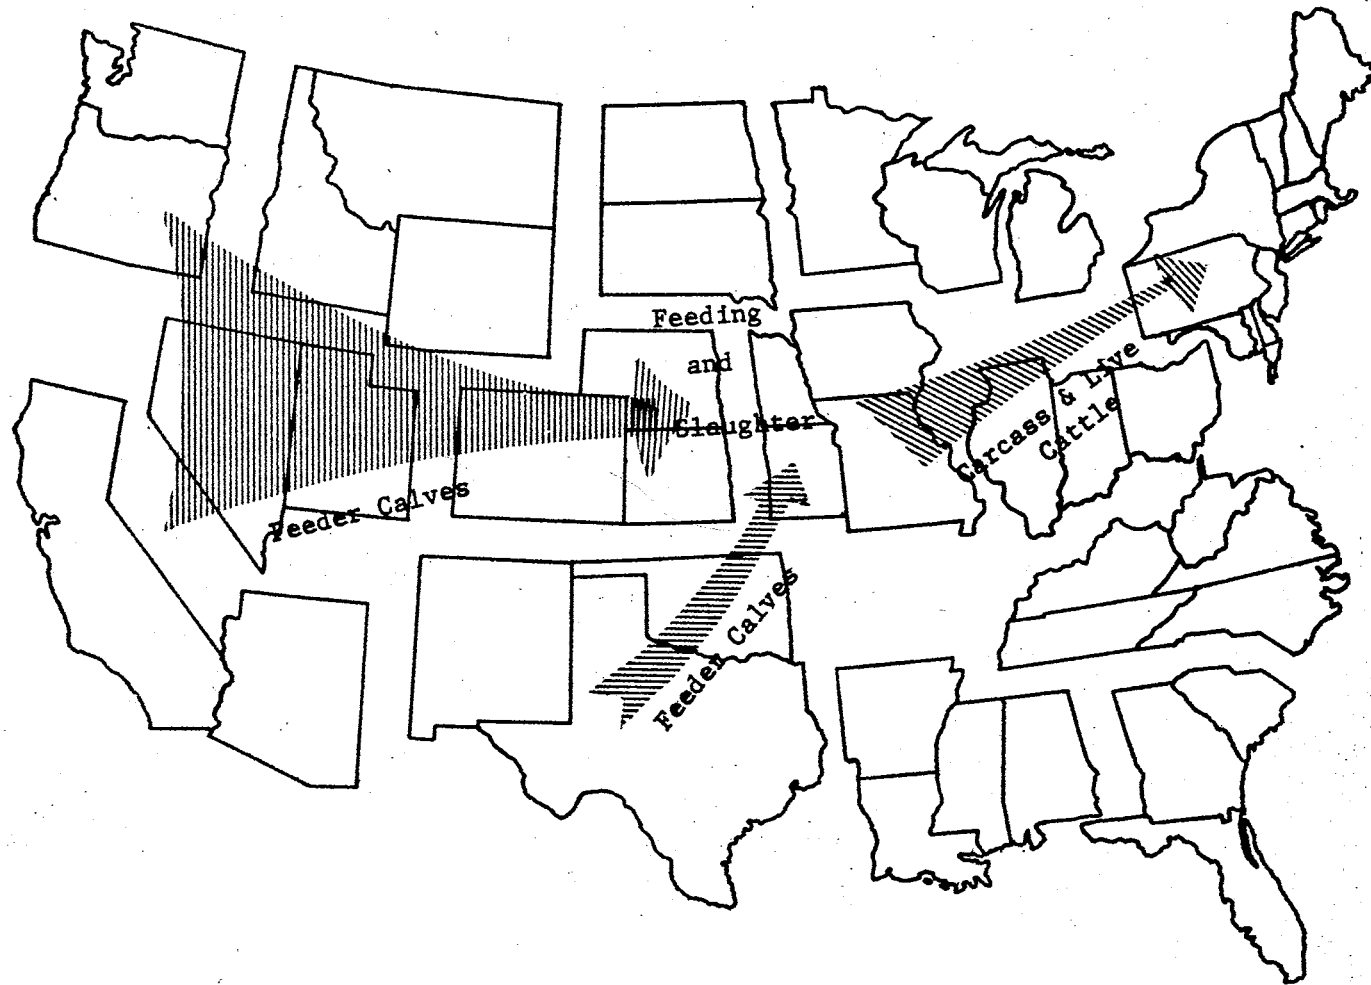 Feeding
and
Slaughter
Carcass & Live
Cattle
Feeder Calves
Feeder Calves